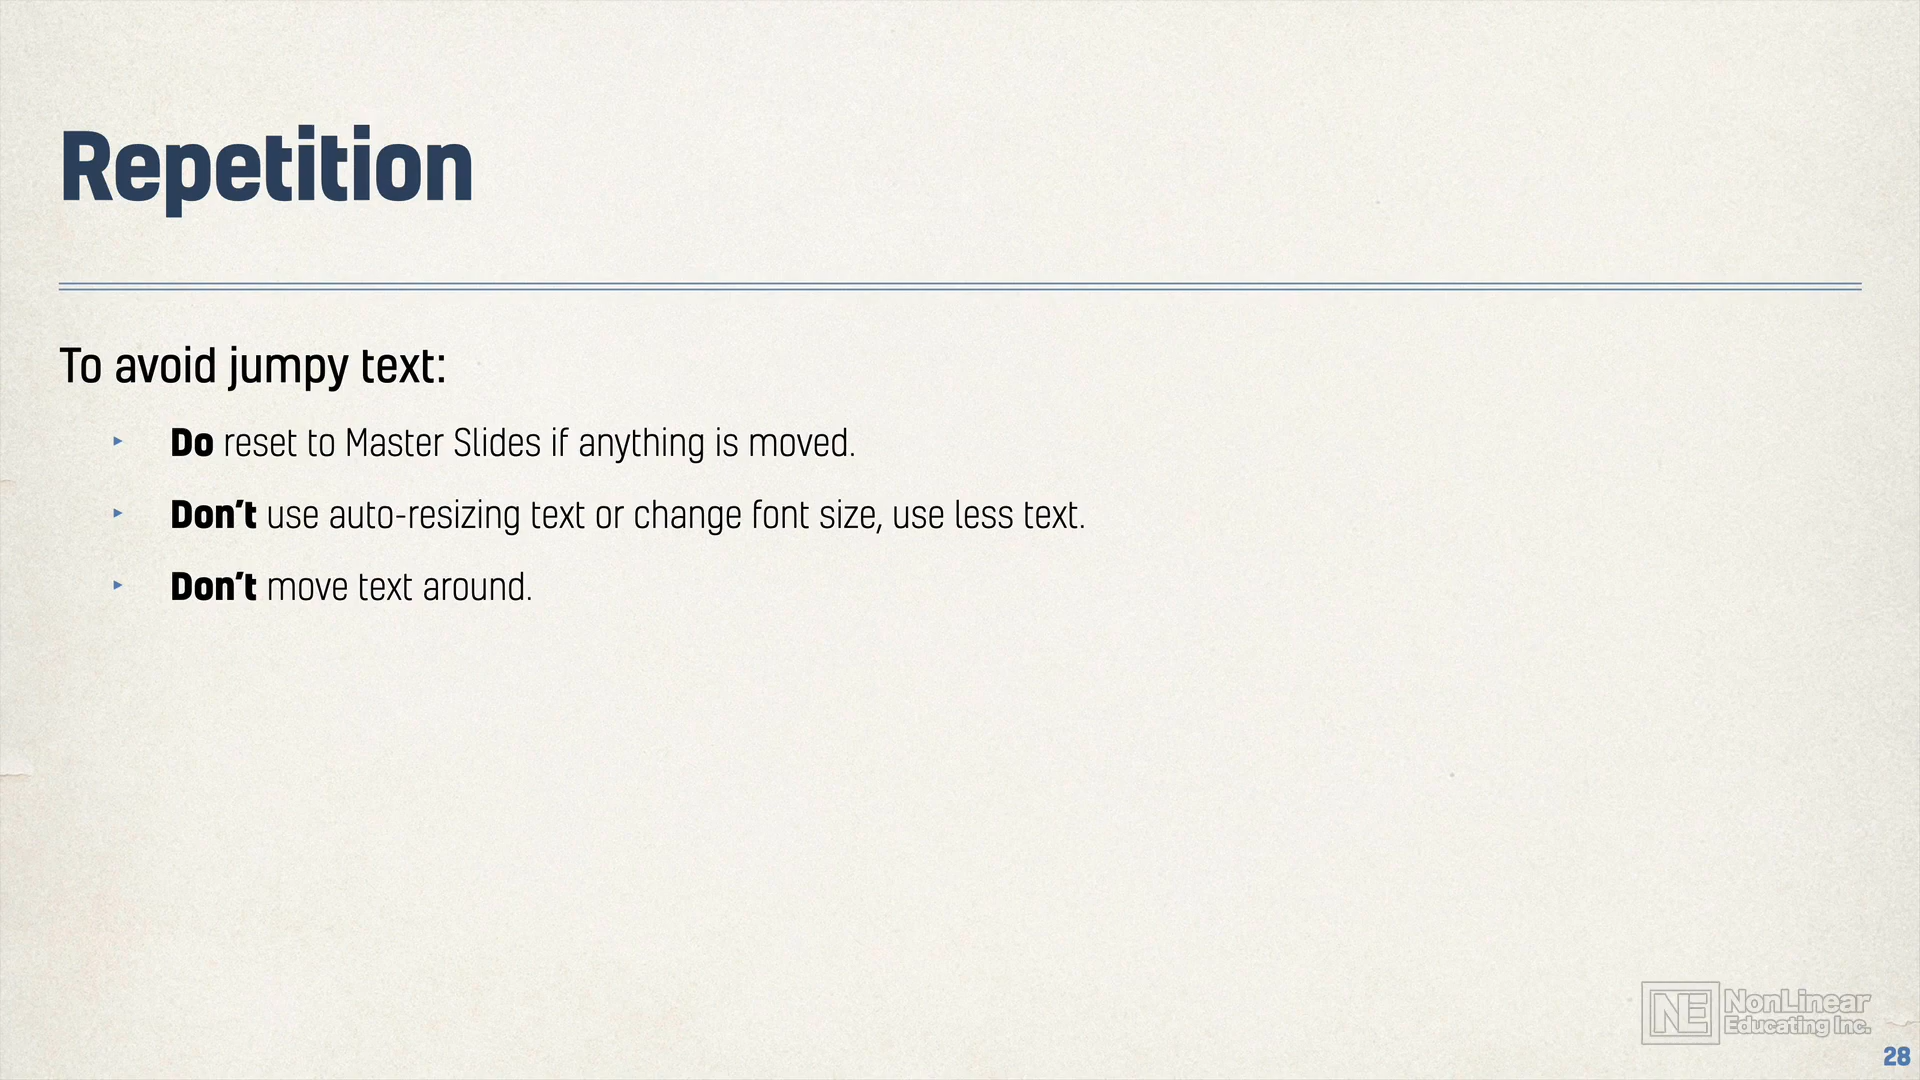 Repetition
To avoid jumpy text:
‣ Do reset to Master Slides if anything is moved.
‣ Don’t use auto-resizing text or change font size, use less text.
‣ Don’t move text around.
NE NonLinear
Educating Inc.
28